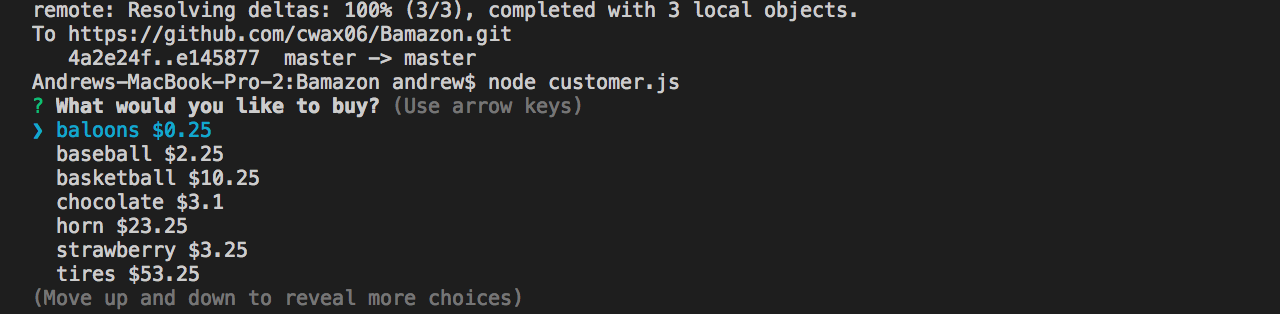 remote: Resolving deltas: 100% (3/3), completed with 3 local objects.
To https://github.com/cwax06/Bamazon.git
   4a2e24f..e145877  master -> master
Andrews-MacBook-Pro-2:Bamazon andrew$ node customer.js
? What would you like to buy? (Use arrow keys)
❯ baloons $0.25
  baseball $2.25
  basketball $10.25
  chocolate $3.1
  horn $23.25
  strawberry $3.25
  tires $53.25
(Move up and down to reveal more choices)